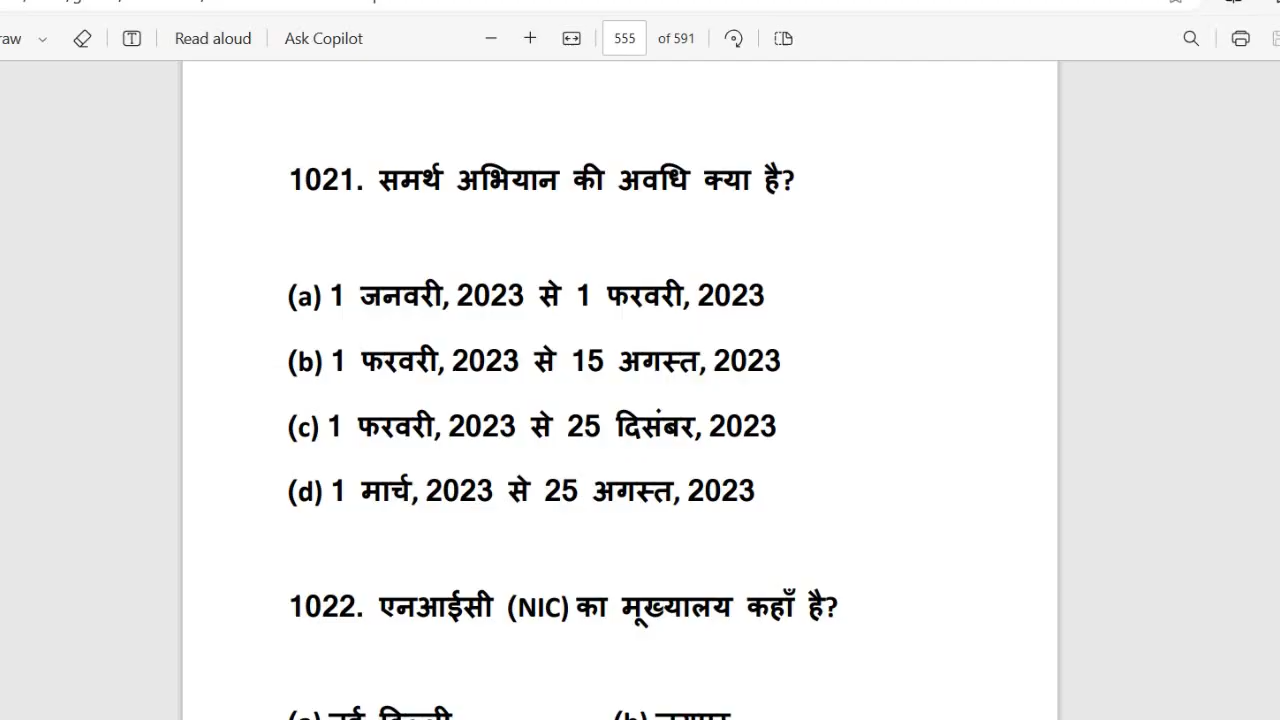 Read aloud
Ask Copilot
555 of 591
1021. समर्थ अभियान की अवधि क्या है?
(a) 1 जनवरी, 2023 से 1 फरवरी, 2023
(b) 1 फरवरी, 2023 से 15 अगस्त, 2023
(c) 1 फरवरी, 2023 से 25 दिसंबर, 2023
(d) 1 मार्च, 2023 से 25 अगस्त, 2023
1022. एनआईसी (NIC) का मूख्यालय कहाँ है?